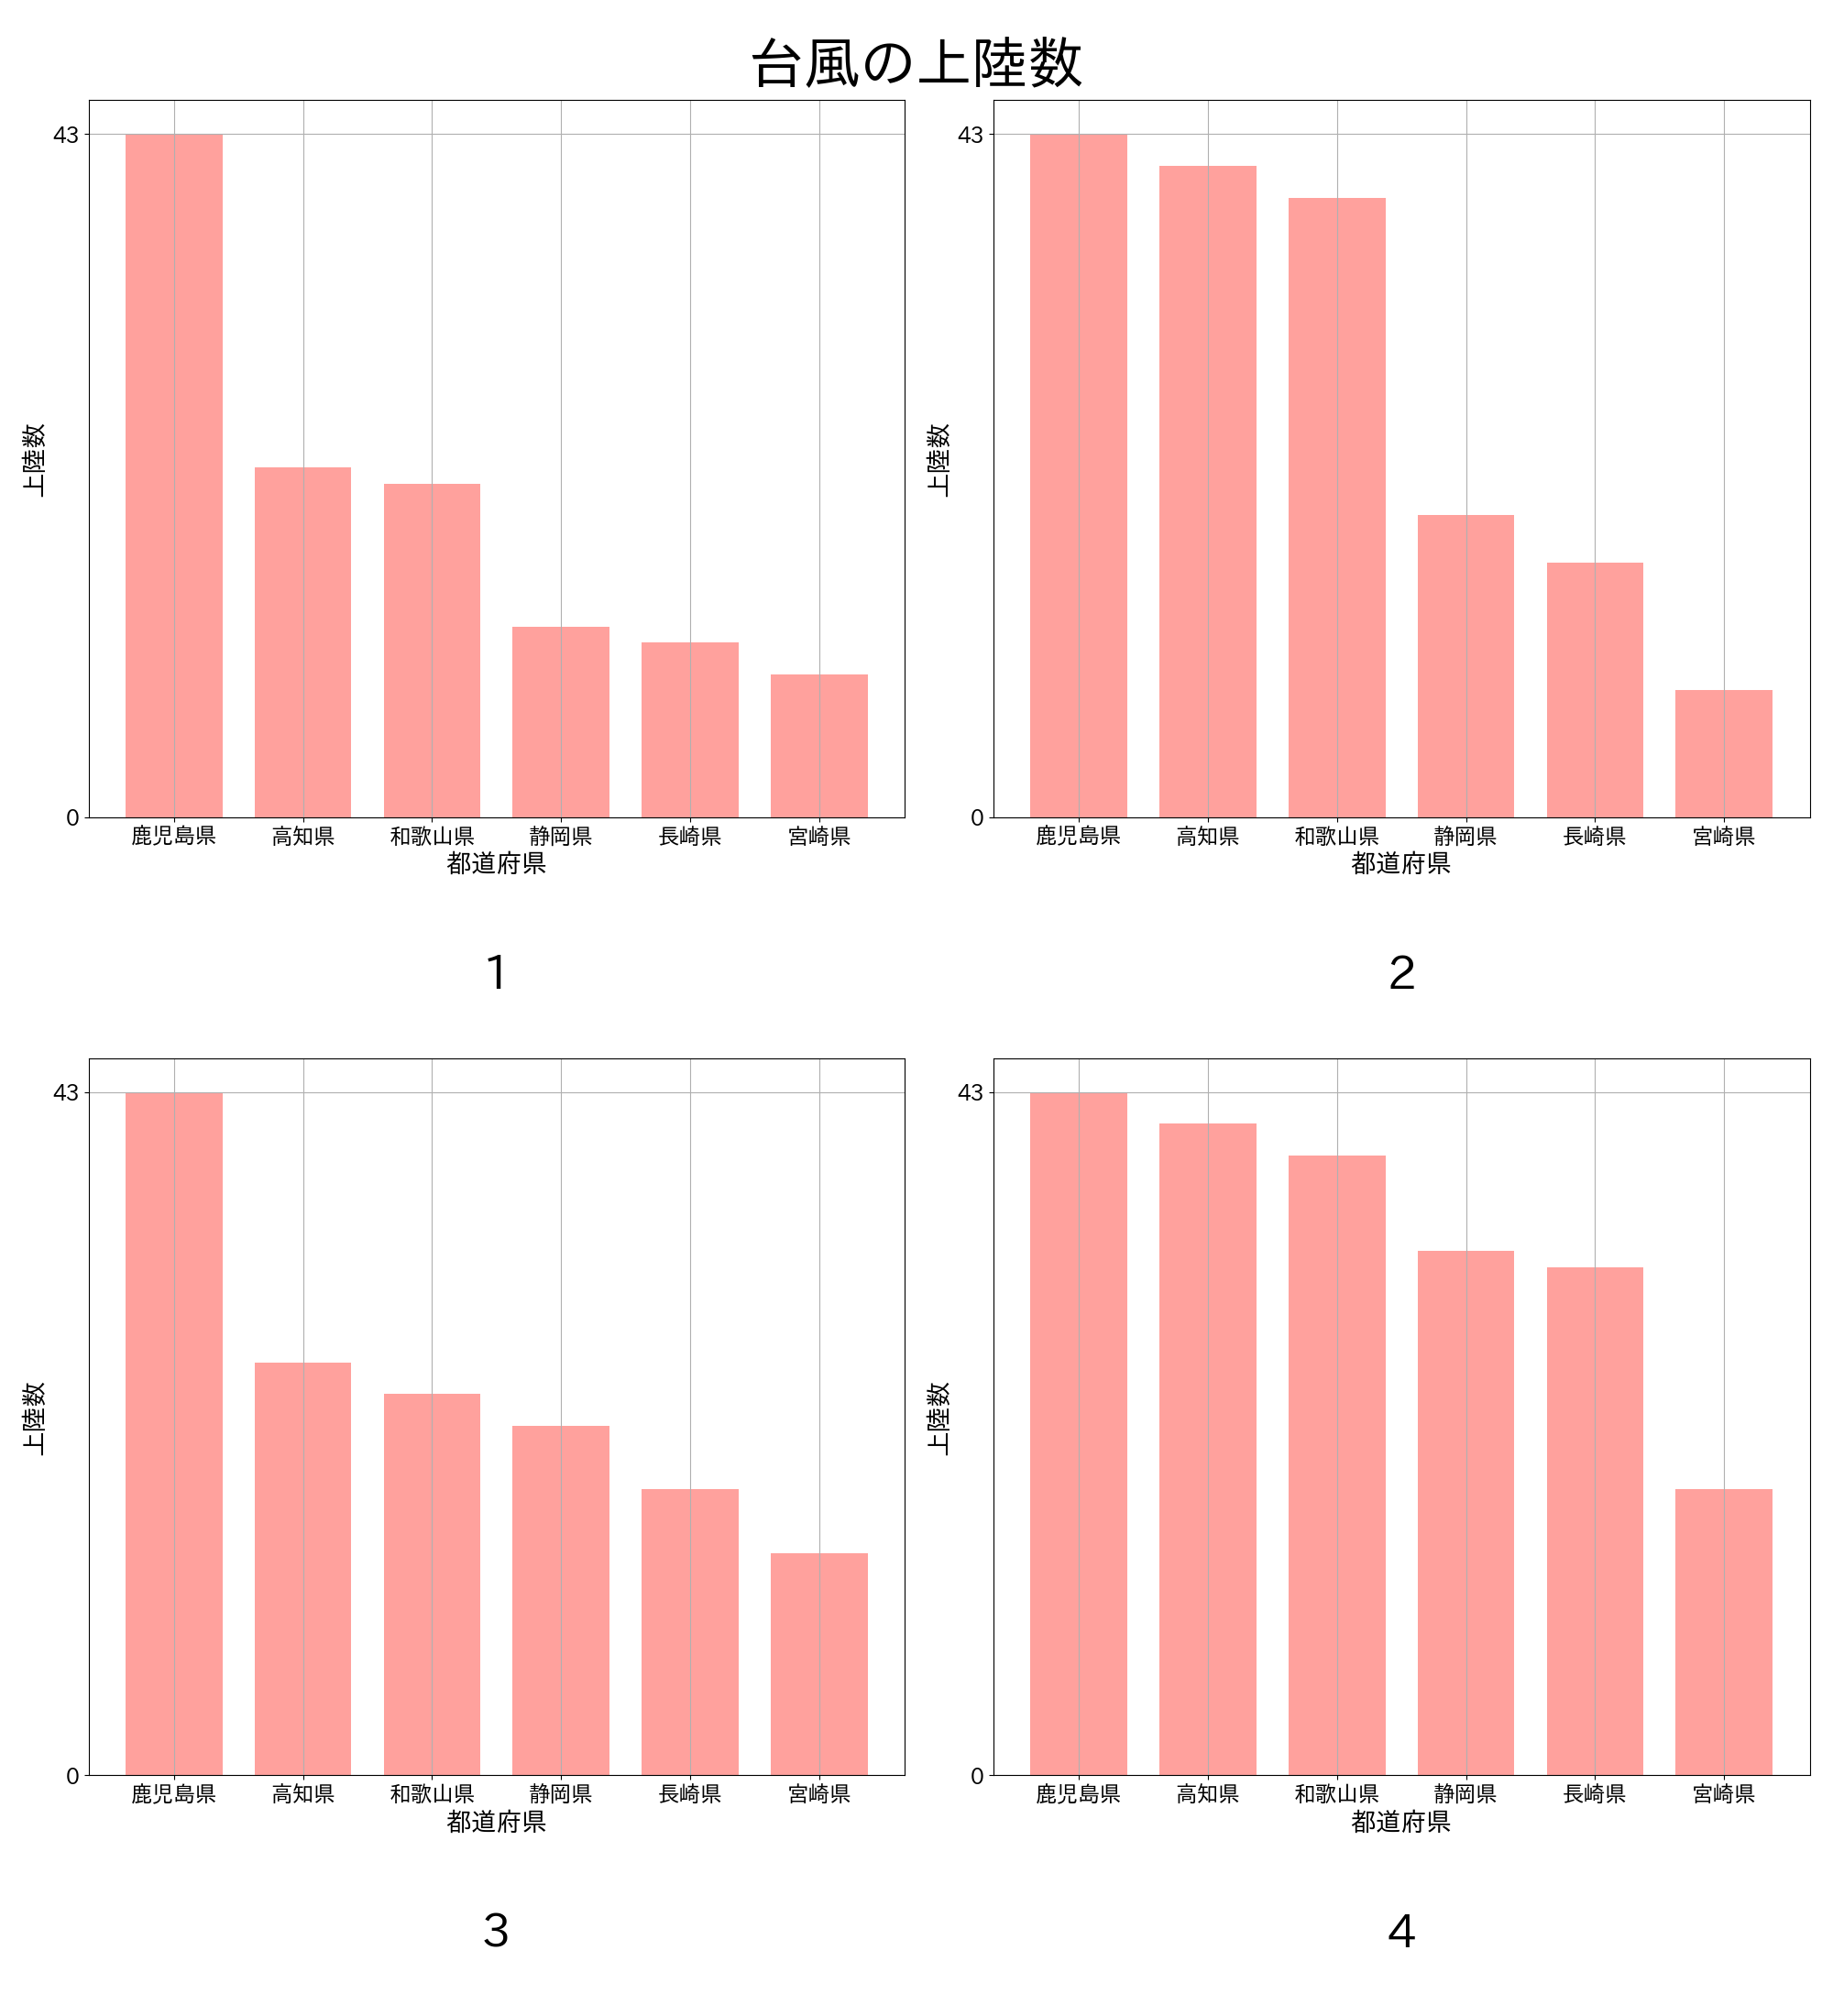 台風の上陸数
43
0
上陸数
鹿児島県 高知県 和歌山県 静岡県 長崎県 宮崎県
都道府県
1
43
0
上陸数
鹿児島県 高知県 和歌山県 静岡県 長崎県 宮崎県
都道府県
2
43
0
上陸数
鹿児島県 高知県 和歌山県 静岡県 長崎県 宮崎県
都道府県
3
43
0
上陸数
鹿児島県 高知県 和歌山県 静岡県 長崎県 宮崎県
都道府県
4